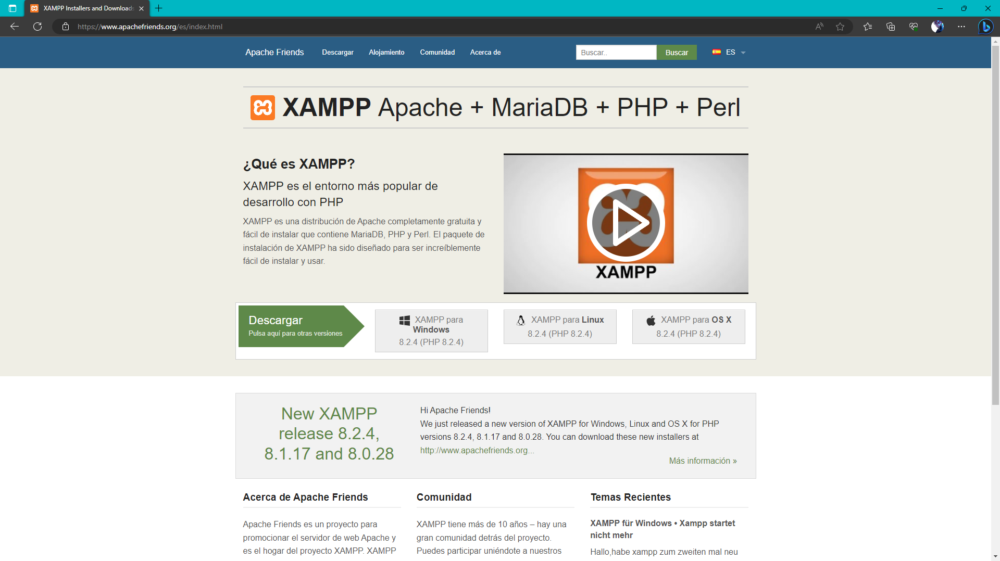 XAMPP Installers and Downloads
https://www.apachefriends.org/es/index.html
Apache Friends
Descargar
Alojamiento
Comunidad
Acerca de
Buscar..
Buscar
ES
XAMPP Apache + MariaDB + PHP + Perl
¿Qué es XAMPP?
XAMPP es el entorno más popular de
desarrollo con PHP
XAMPP es una distribución de Apache completamente gratuita y
fácil de instalar que contiene MariaDB, PHP y Perl. El paquete de
instalación de XAMPP ha sido diseñado para ser increíblemente
fácil de instalar y usar.
XAMPP
Descargar
Pulsa aquí para otras versiones
XAMPP para
Windows
8.2.4 (PHP 8.2.4)
XAMPP para Linux
8.2.4 (PHP 8.2.4)
XAMPP para OS X
8.2.4 (PHP 8.2.4)
New XAMPP
release 8.2.4,
8.1.17 and 8.0.28
Hi Apache Friends!
We just released a new version of XAMPP for Windows, Linux and OS X for PHP
versions 8.2.4, 8.1.17 and 8.0.28. You can download these new installers at
http://www.apachefriends.org...
Más información »
Acerca de Apache Friends
Apache Friends es un proyecto para
promocionar el servidor de web Apache y
es el hogar del proyecto XAMPP. XAMPP
Comunidad
XAMPP tiene más de 10 años – hay una
gran comunidad detrás del proyecto.
Puedes participar uniéndote a nuestros
Temas Recientes
XAMPP für Windows • Xampp startet
nicht mehr
Hallo,habe xampp zum zweiten mal neu